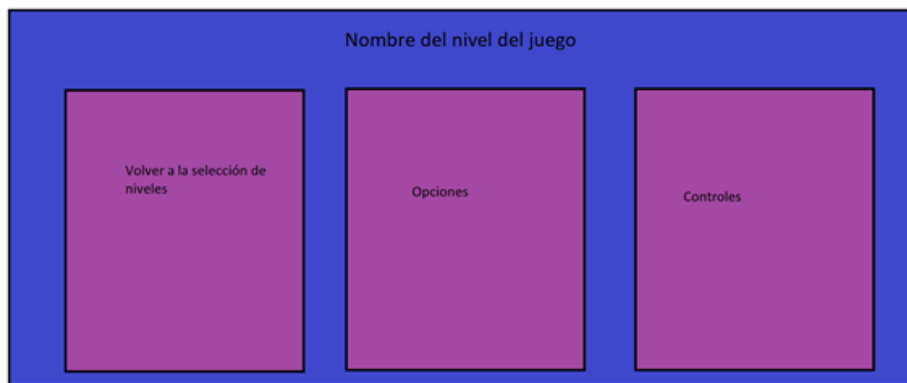 Nombre del nivel del juego
Volver a la selección de
niveles
Opciones
Controles